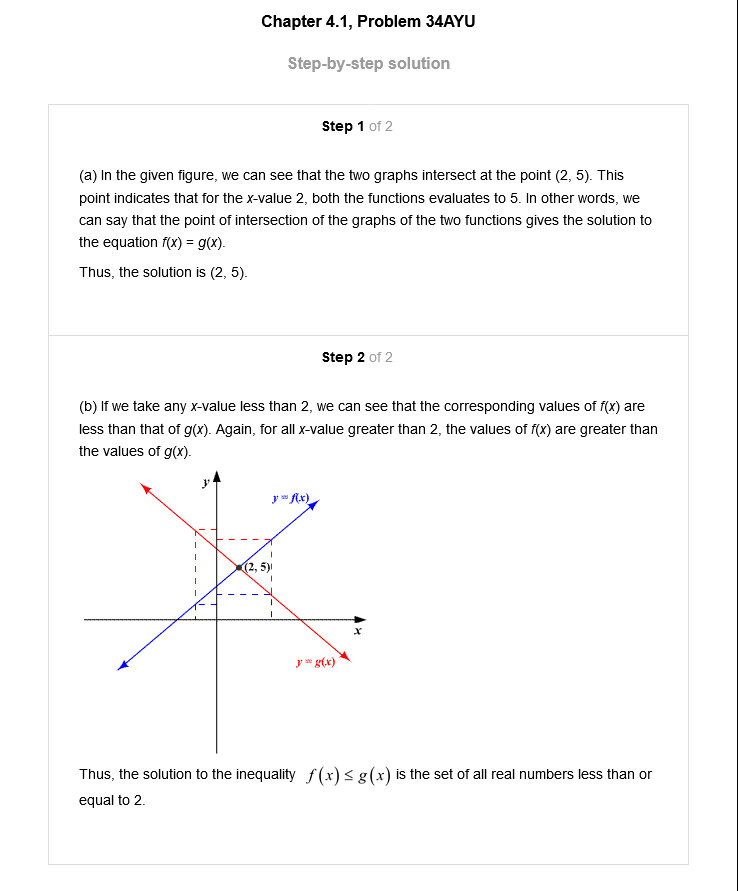 Chapter 4.1, Problem 34AYU
Step-by-step solution
Step 1 of 2
(a) In the given figure, we can see that the two graphs intersect at the point (2, 5). This
point indicates that for the x-value 2, both the functions evaluates to 5. In other words, we
can say that the point of intersection of the graphs of the two functions gives the solution to
the equation f(x) = g(x).
Thus, the solution is (2, 5).
Step 2 of 2
(b) If we take any x-value less than 2, we can see that the corresponding values of f(x) are
less than that of g(x). Again, for all x-value greater than 2, the values of f(x) are greater than
the values of g(x).
y
y = f(x)
(2, 5)
x
y = g(x)
Thus, the solution to the inequality f(x) ≤ g(x) is the set of all real numbers less than or
equal to 2.